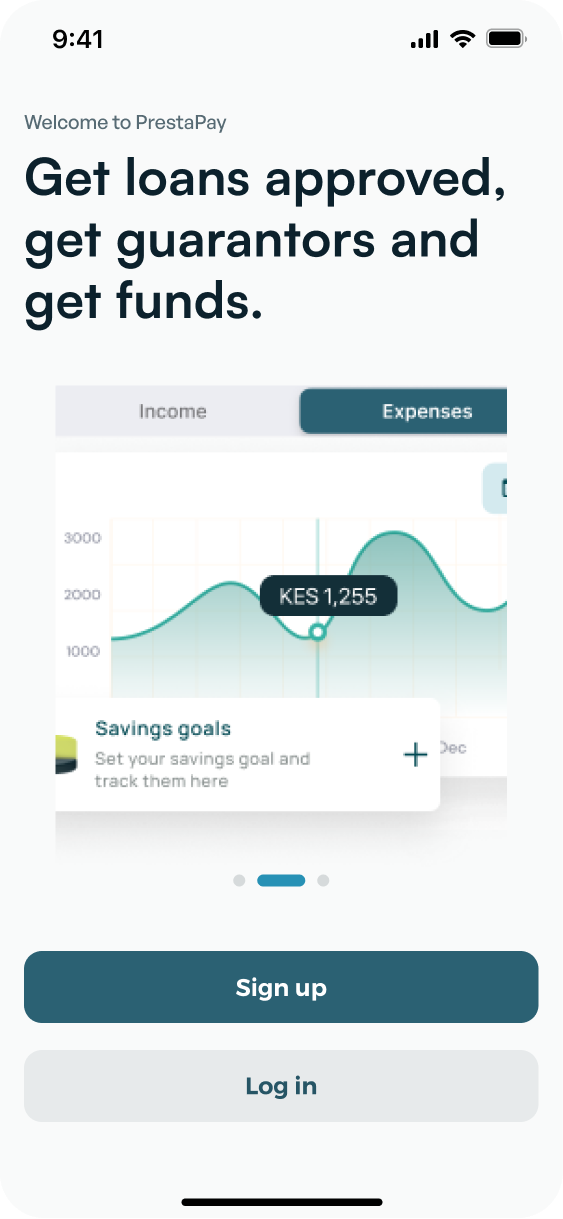 9:41
Welcome to PrestaPay
Get loans approved,
get guarantors and
get funds.
Income
Expenses
3000
2000
1000
KES 1,255
Dec
Savings goals
Set your savings goal and
track them here
Sign up
Log in